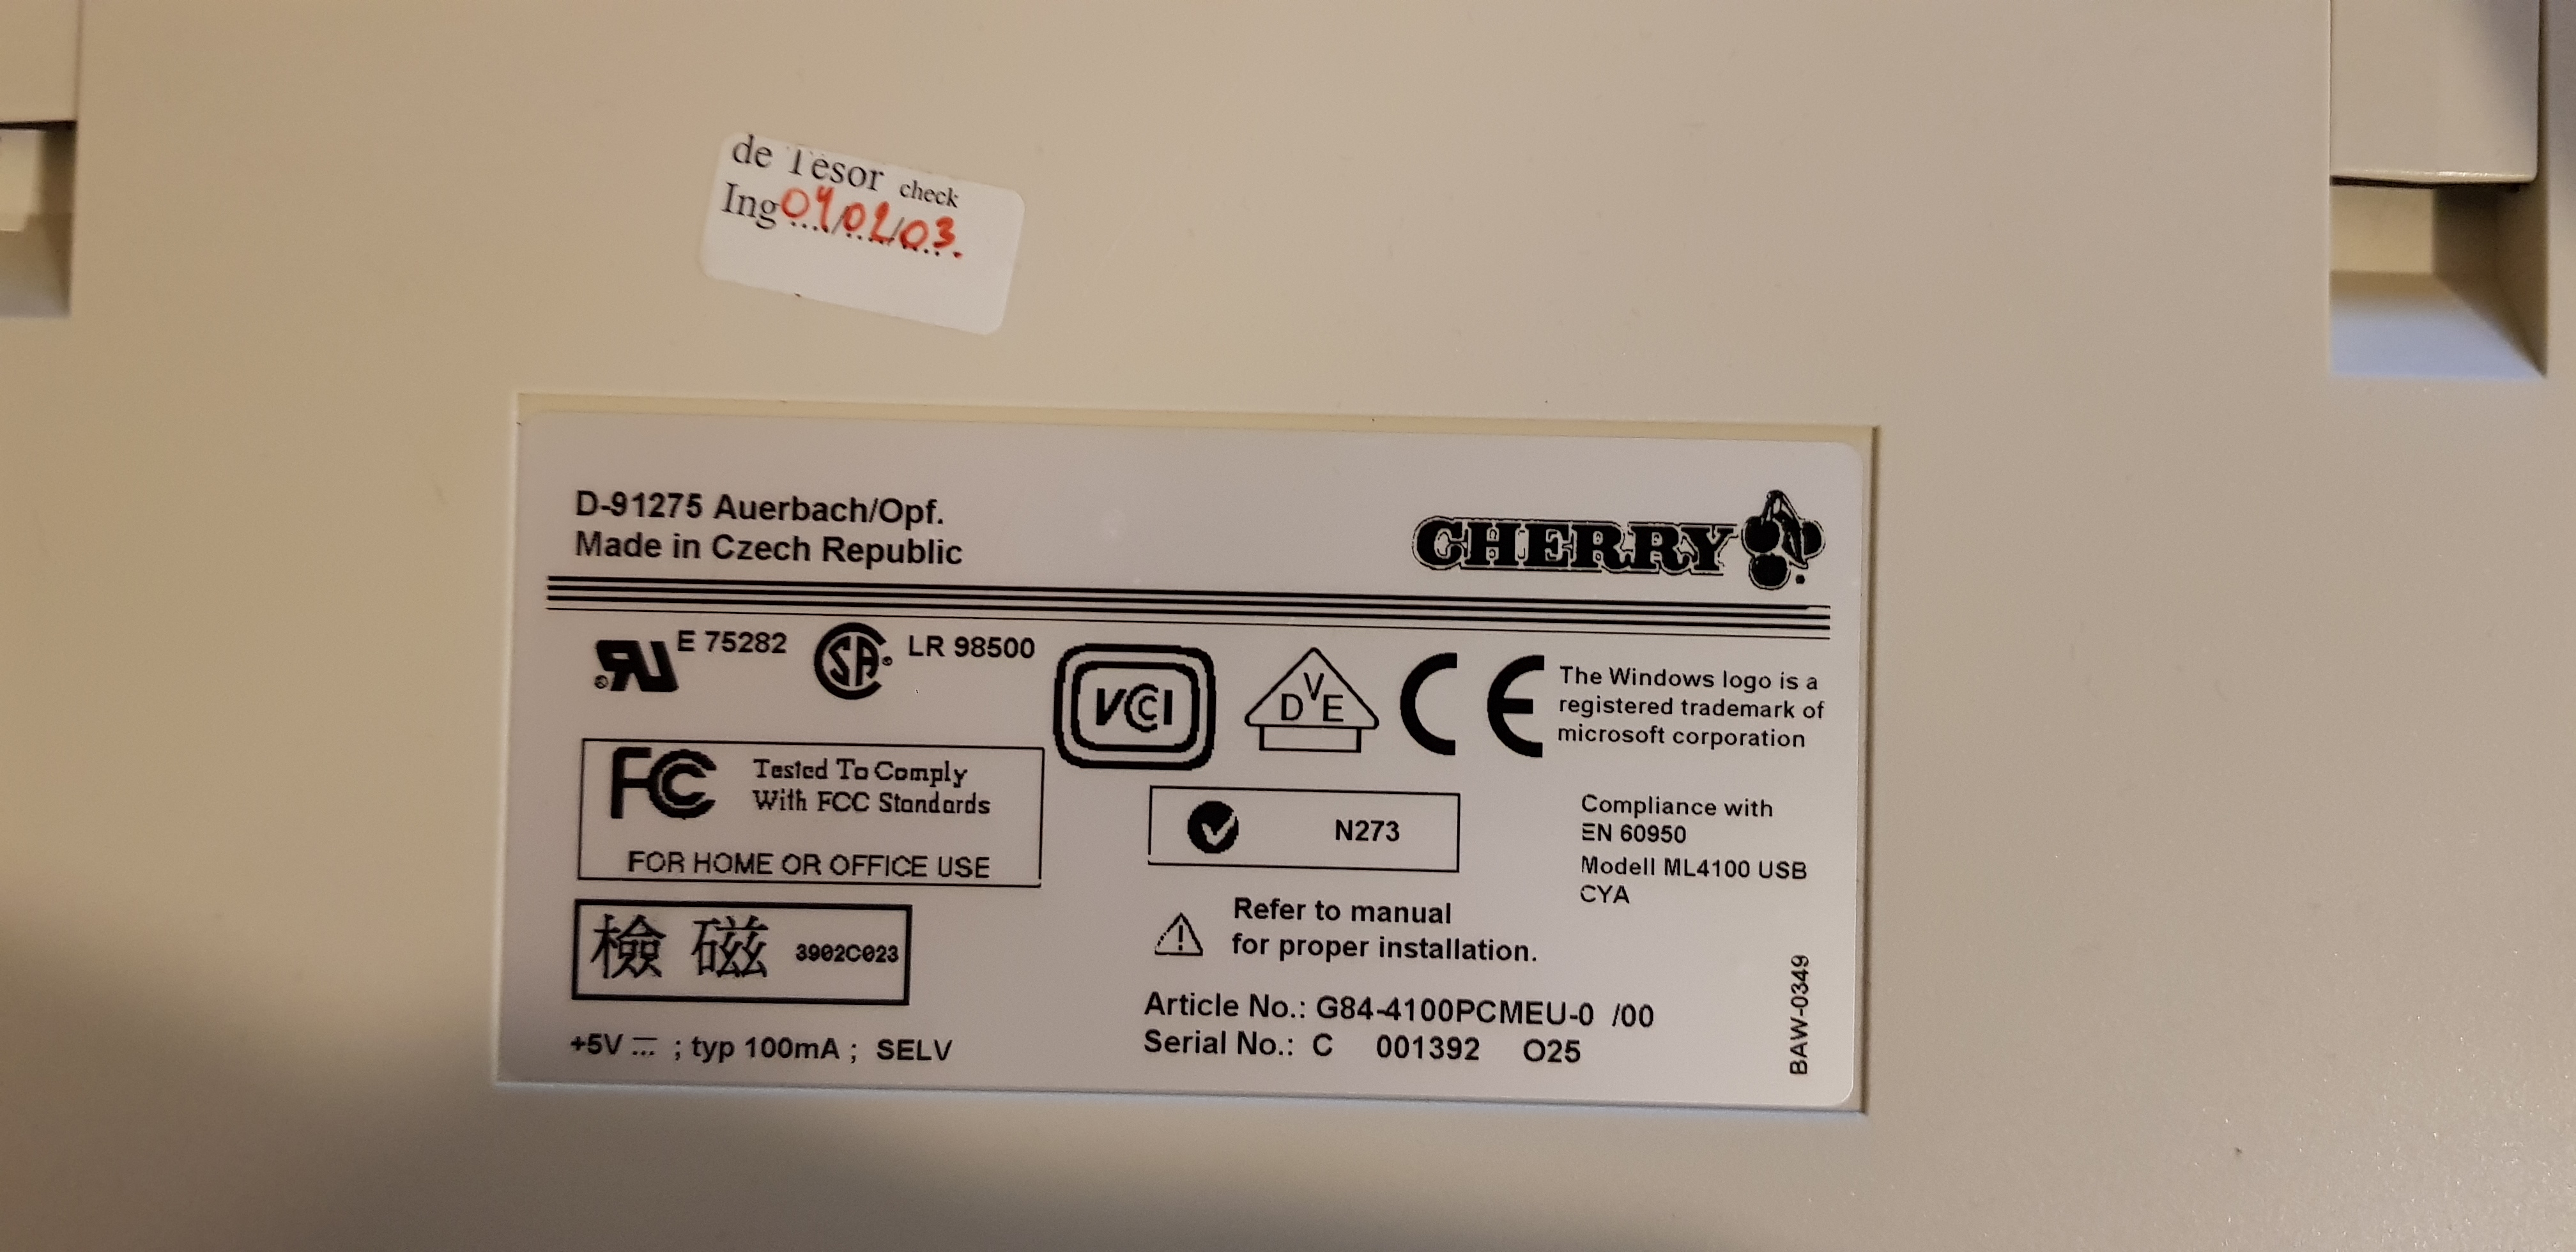 de Tesor check
Ing 04/02/03.
D-91275 Auerbach/Opf.
Made in Czech Republic
CHERRY
E 75282
SA
LR 98500
VCCI
DVE
CE
The Windows logo is a
registered trademark of
microsoft corporation
FC Tested To Comply
With FCC Standards
FOR HOME OR OFFICE USE
N273
Compliance with
EN 60950
Modell ML4100 USB
CYA
檢磁 3902C023
Refer to manual
for proper installation.
Article No.: G84-4100PCMEU-0 /00
Serial No.: C 001392 O25
+5V ⎓ ; typ 100mA ; SELV
BAW-0349